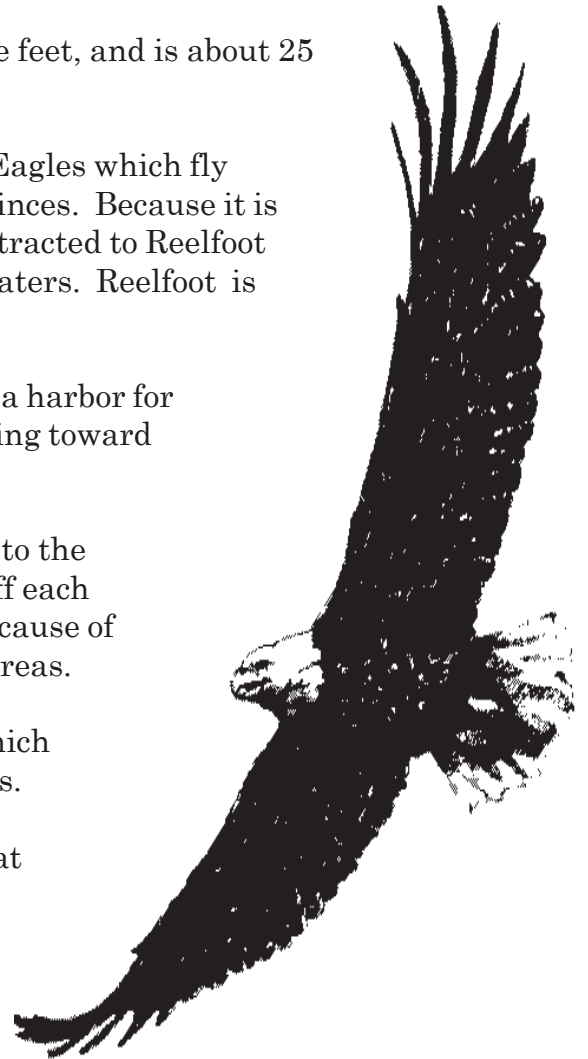 e feet, and is about 25
Eagles which fly
inces. Because it is
tracted to Reelfoot
aters. Reelfoot is
a harbor for
ing toward
to the
ff each
cause of
reas.
hich
s.
at